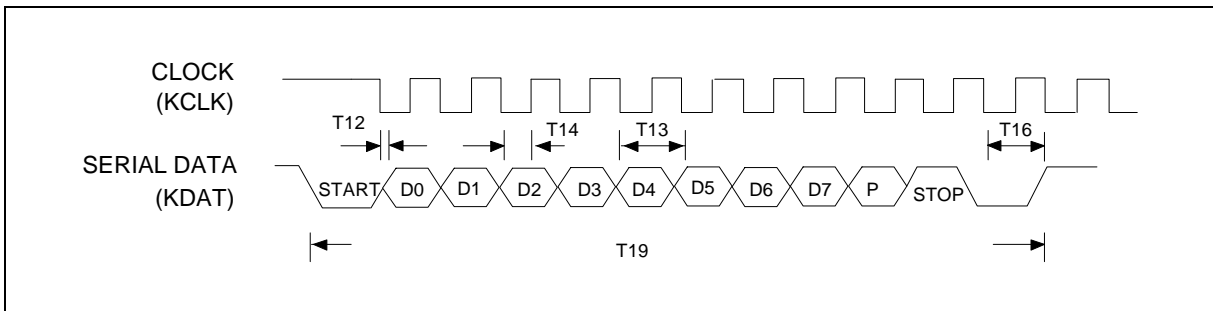 CLOCK
(KCLK)
T12 T14 T13 T16
SERIAL DATA
(KDAT)
START D0 D1 D2 D3 D4 D5 D6 D7 P STOP
T19